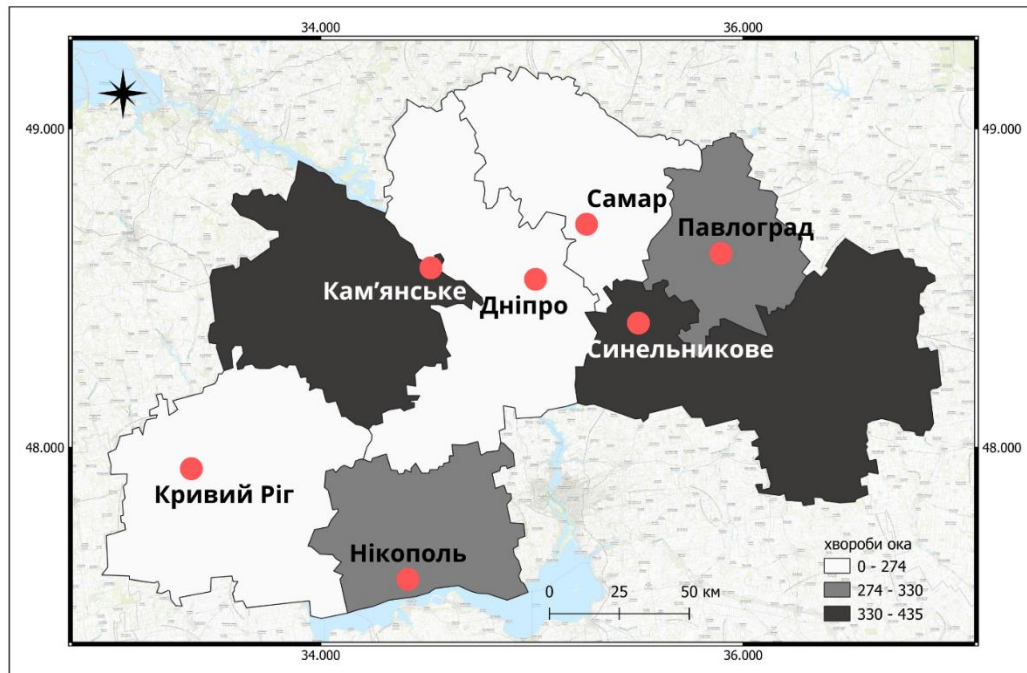 34.000
36.000
49.000
49.000
Самар
Павлоград
Кам’янське
Дніпро
Синельникове
48.000
48.000
Кривий Ріг
Нікополь
хвороби ока
0 - 274
274 - 330
330 - 435
0 25 50 км
34.000
36.000